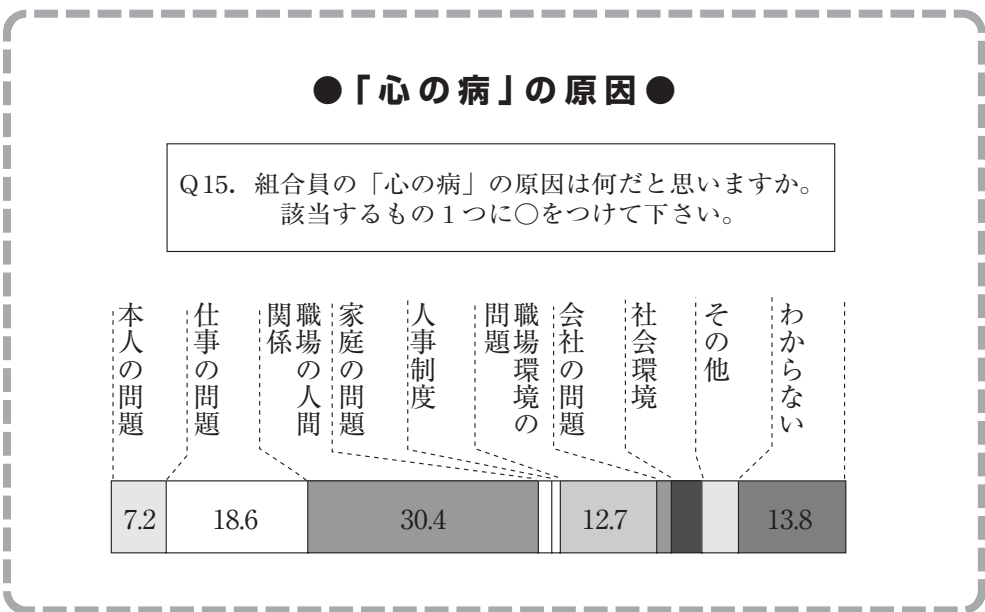 ●「心の病」の原因●
Q15. 組合員の「心の病」の原因は何だと思いますか。
該当するもの1つに○をつけて下さい。
本人の問題
仕事の問題
職場の人間
関係
家庭の問題
人事制度
職場環境の
問題
会社の問題
社会環境
その他
わからない
7.2
18.6
30.4
12.7
13.8